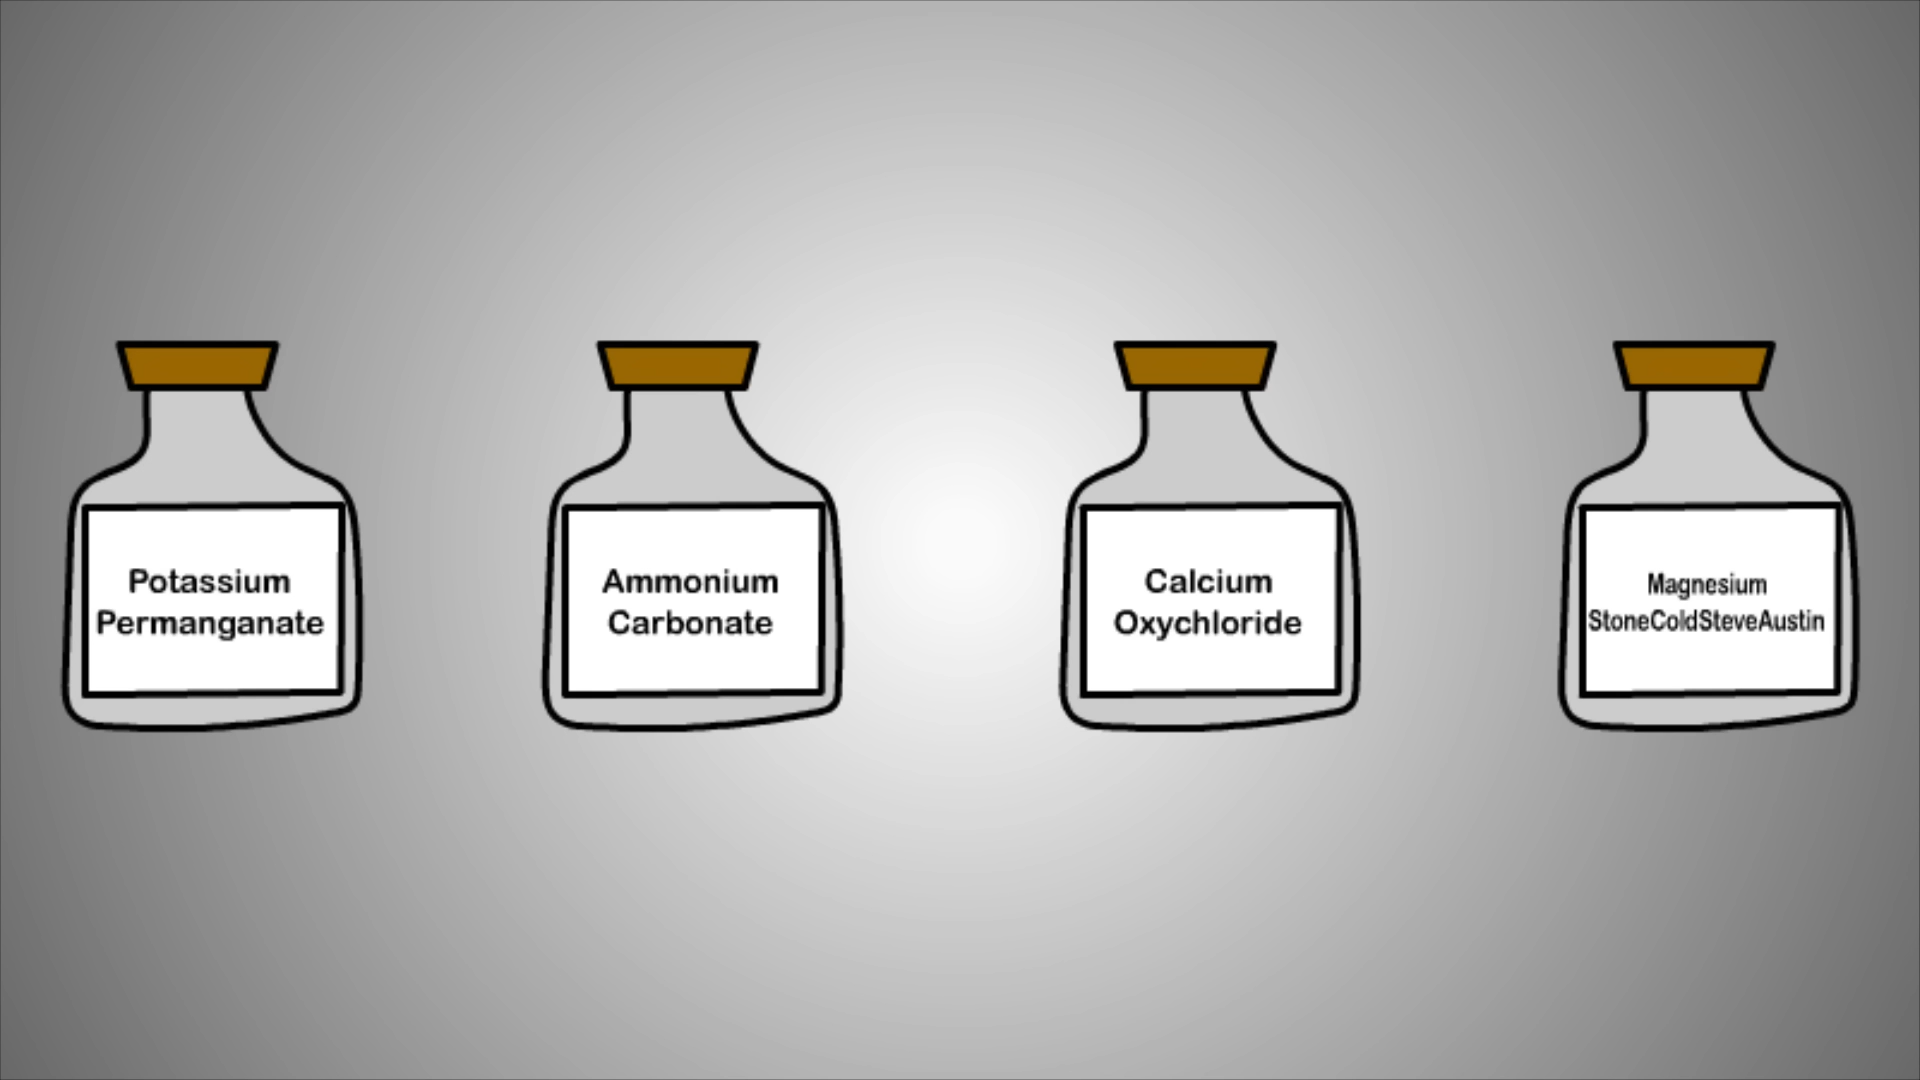 Potassium
Permanganate
Ammonium
Carbonate
Calcium
Oxychloride
Magnesium
StoneColdSteveAustin